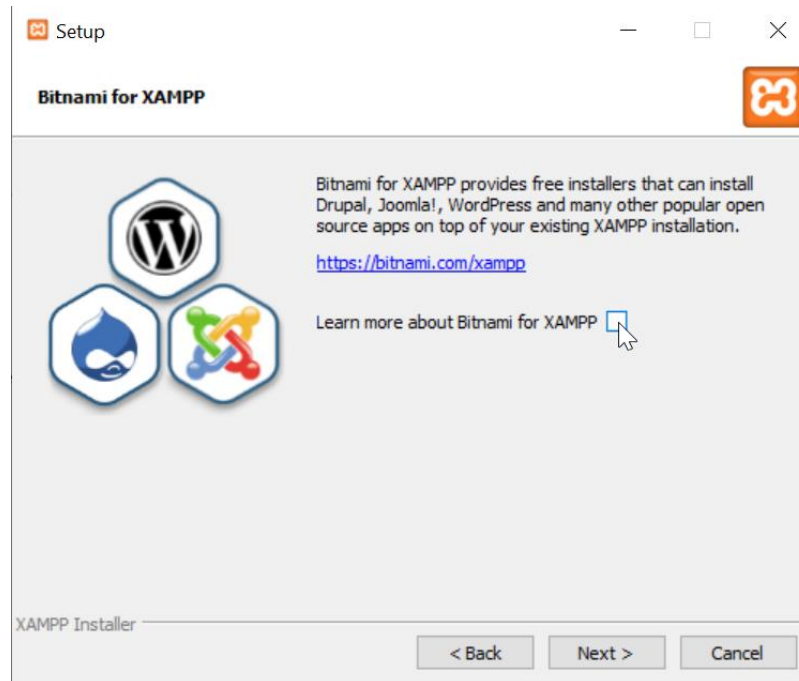 Setup
Bitnami for XAMPP
Bitnami for XAMPP provides free installers that can install
Drupal, Joomla!, WordPress and many other popular open
source apps on top of your existing XAMPP installation.
https://bitnami.com/xampp
Learn more about Bitnami for XAMPP
XAMPP Installer
< Back
Next >
Cancel